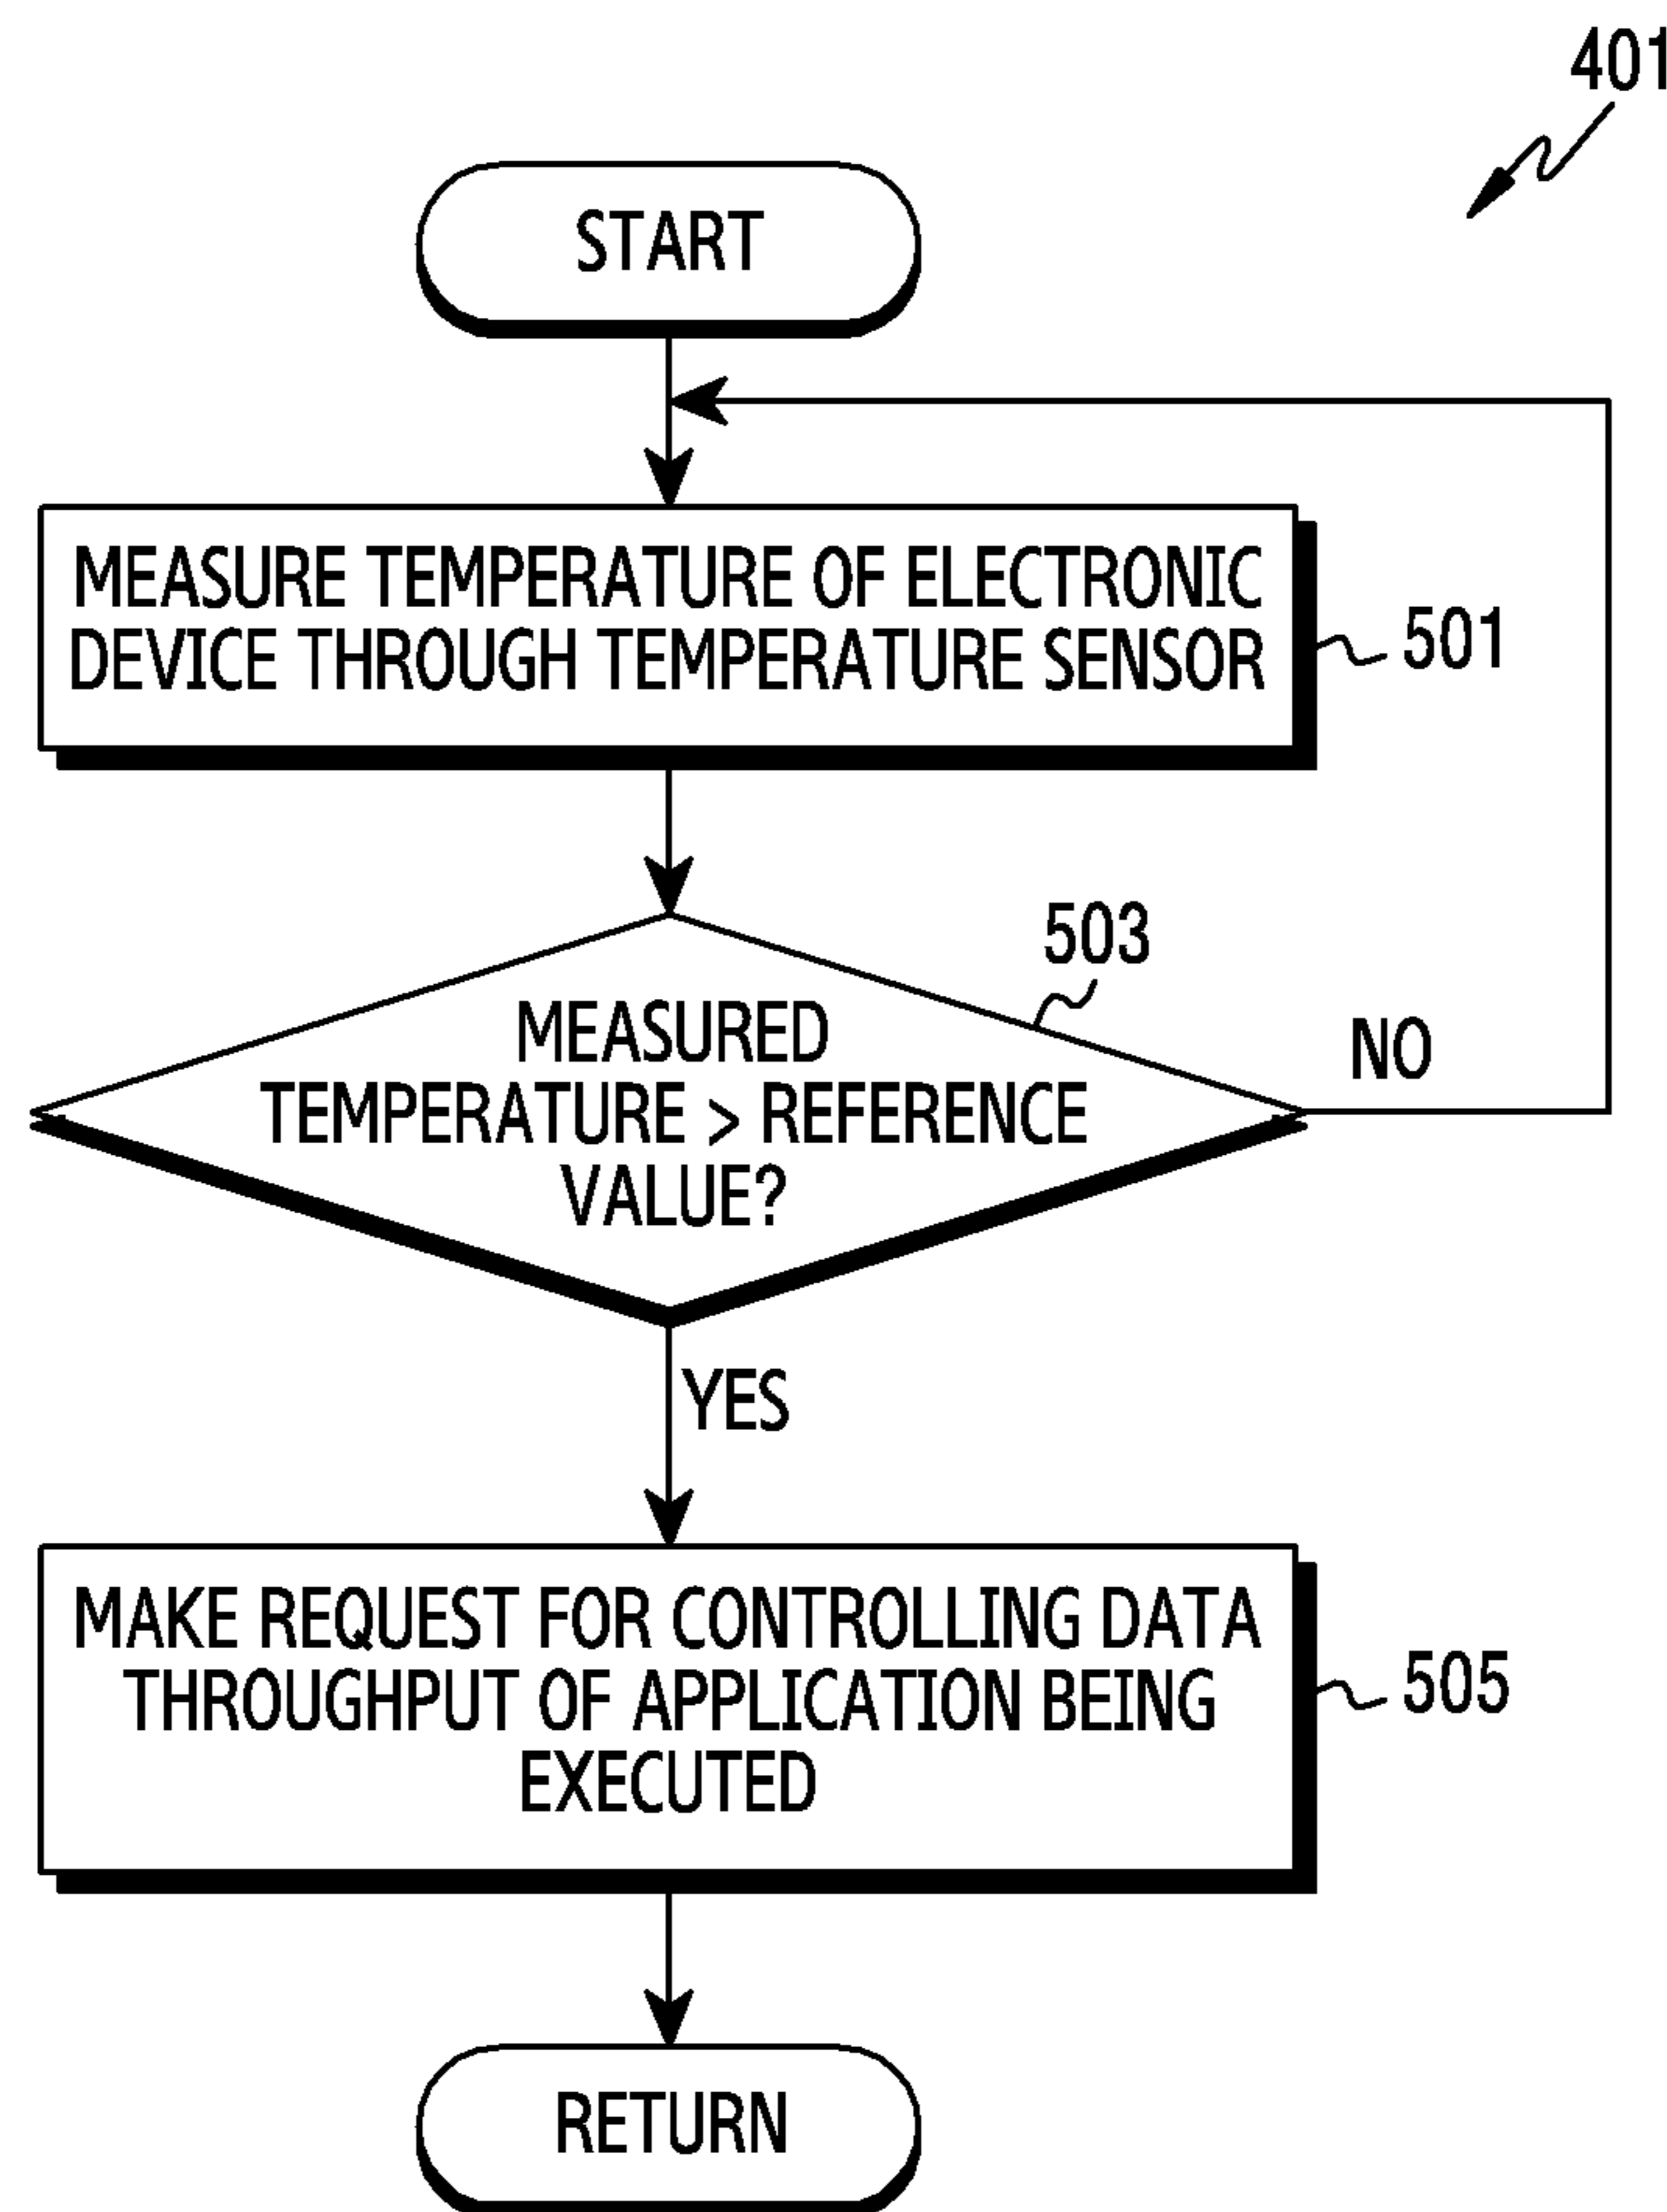 401
START
MEASURE TEMPERATURE OF ELECTRONIC
DEVICE THROUGH TEMPERATURE SENSOR
501
503
MEASURED
TEMPERATURE > REFERENCE
VALUE?
NO
YES
MAKE REQUEST FOR CONTROLLING DATA
THROUGHPUT OF APPLICATION BEING
EXECUTED
505
RETURN